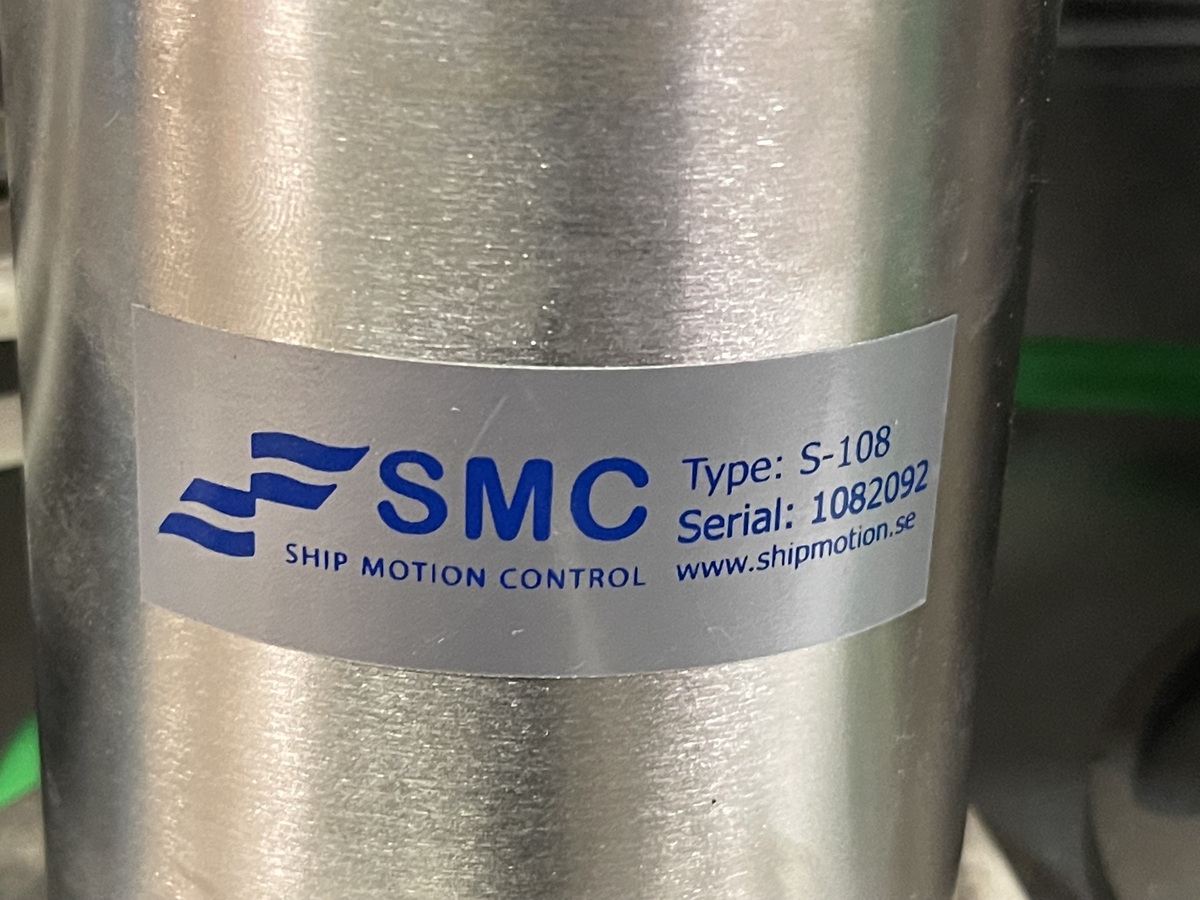 SMC
SHIP MOTION CONTROL
Type: S-108
Serial: 1082092
www.shipmotion.se